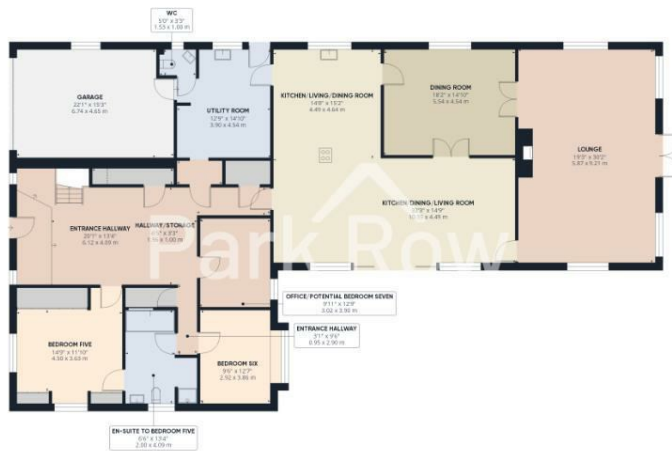 WC
5'0" x 3'3"
1.53 x 1.00 m
GARAGE
22'1" x 15'3"
6.74 x 4.65 m
UTILITY ROOM
12'9" x 14'10"
3.90 x 4.54 m
KITCHEN/LIVING/DINING ROOM
14'8" x 15'2"
4.49 x 4.64 m
DINING ROOM
18'2" x 14'10"
5.54 x 4.54 m
LOUNGE
19'3" x 30'2"
5.87 x 9.21 m
KITCHEN/DINING/LIVING ROOM
ENTRANCE HALLWAY
20'1" x 13'4"
6.12 x 4.09 m
HALLWAY/STORAGE
Park Row
OFFICE/POTENTIAL BEDROOM SEVEN
9'11" x 12'9"
3.02 x 3.95 m
ENTRANCE HALLWAY
3'1" x 9'6"
0.95 x 2.90 m
BEDROOM FIVE
14'9" x 11'10"
4.50 x 3.63 m
BEDROOM SIX
9'6" x 12'7"
2.92 x 3.86 m
EN-SUITE TO BEDROOM FIVE
6'6" x 13'4"
2.00 x 4.09 m